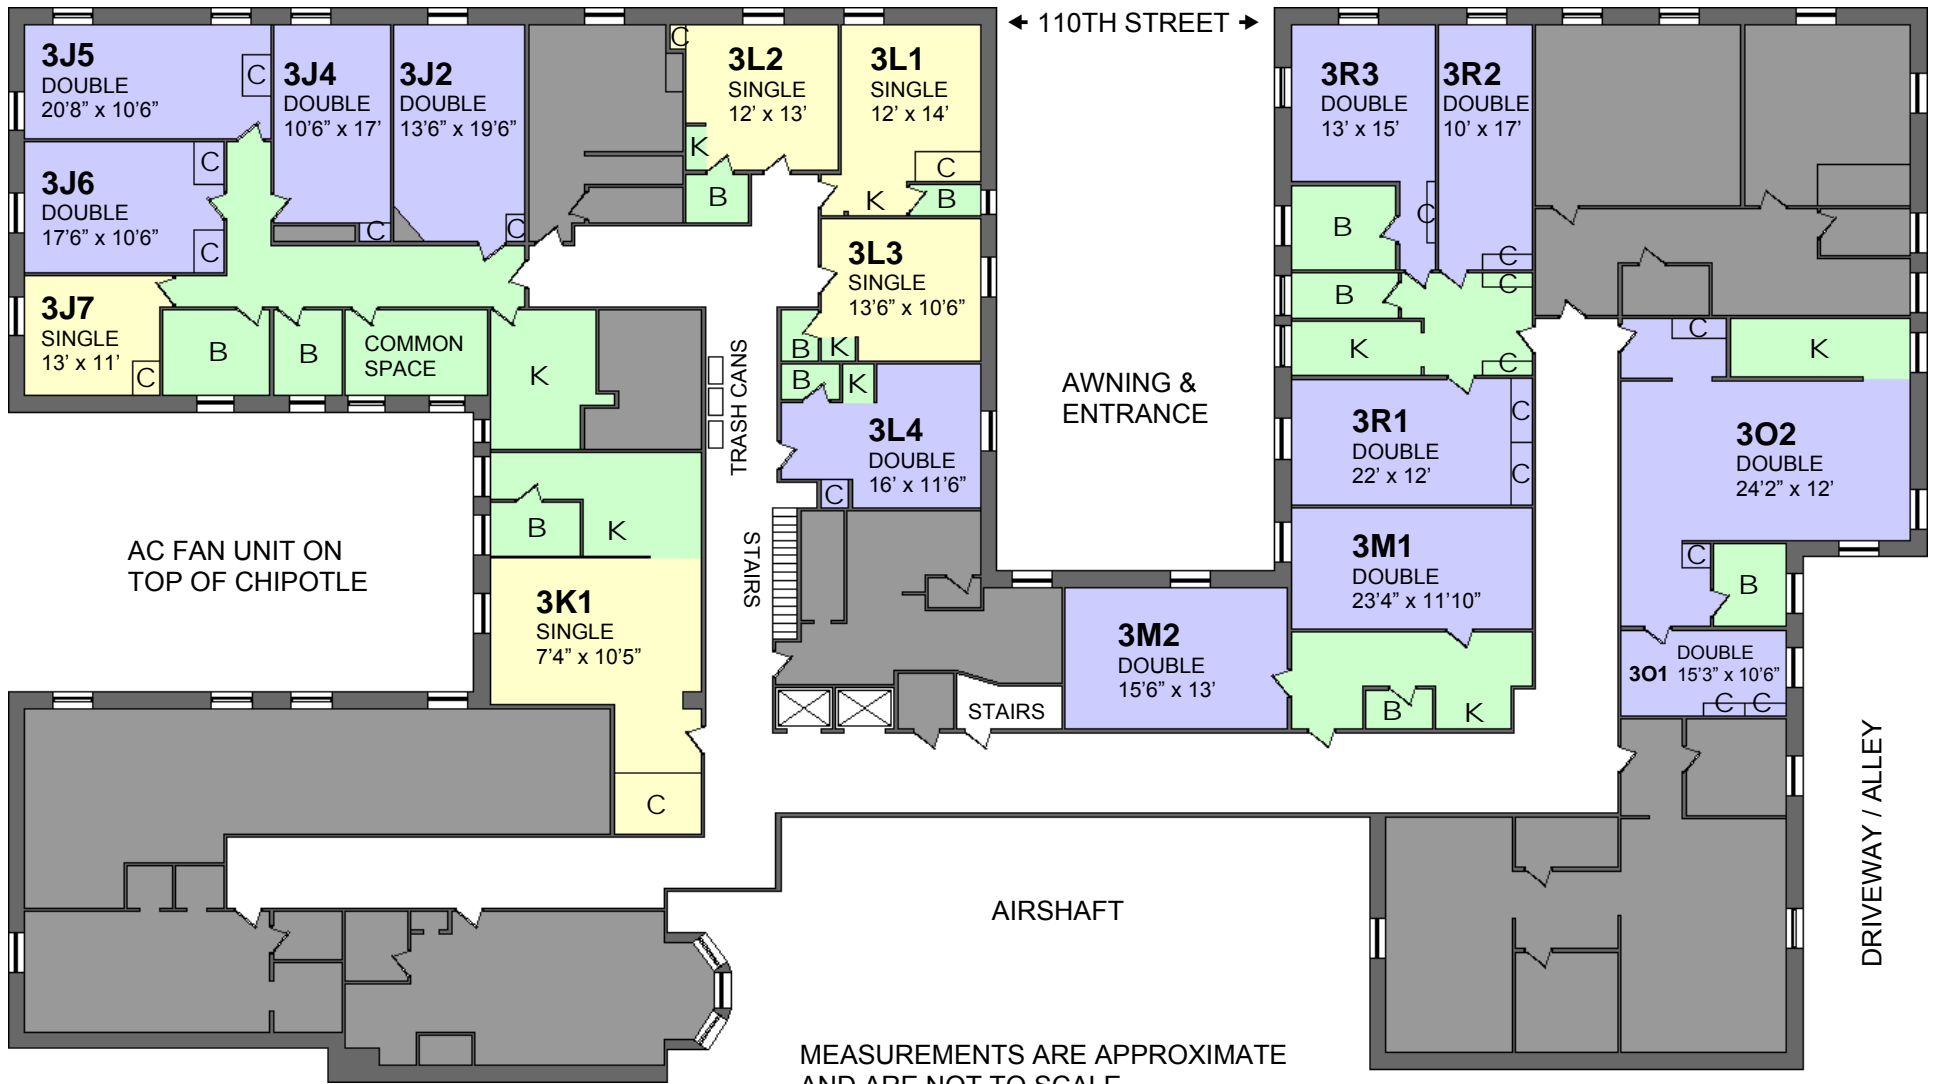 110TH STREET
3J5
DOUBLE
20'8” x 10'6”
C
3J4
DOUBLE
10'6” x 17'
C
3J2
DOUBLE
13'6” x 19'6”
C
C
3L2
SINGLE
12' x 13'
K
B
3L1
SINGLE
12' x 14'
C
K
B
3R3
DOUBLE
13' x 15'
C
B
3R2
DOUBLE
10' x 17'
C
C
3J6
DOUBLE
17'6” x 10'6”
C
C
3J7
SINGLE
13' x 11'
C
B
B
COMMON
SPACE
K
3L3
SINGLE
13'6” x 10'6”
B
K
B
K
3L4
DOUBLE
16' x 11'6”
C
TRASH CANS
STAIRS
AWNING &
ENTRANCE
B
K
C
3R1
DOUBLE
22' x 12'
C
C
C
K
3O2
DOUBLE
24'2” x 12'
C
B
3M1
DOUBLE
23'4” x 11'10”
AC FAN UNIT ON
TOP OF CHIPOTLE
B
K
3K1
SINGLE
7'4” x 10'5”
C
3M2
DOUBLE
15'6” x 13'
STAIRS
B
K
DOUBLE
3O1 15'3” x 10'6”
C
C
DRIVEWAY / ALLEY
AIRSHAFT
MEASUREMENTS ARE APPROXIMATE
AND ARE NOT TO SCALE